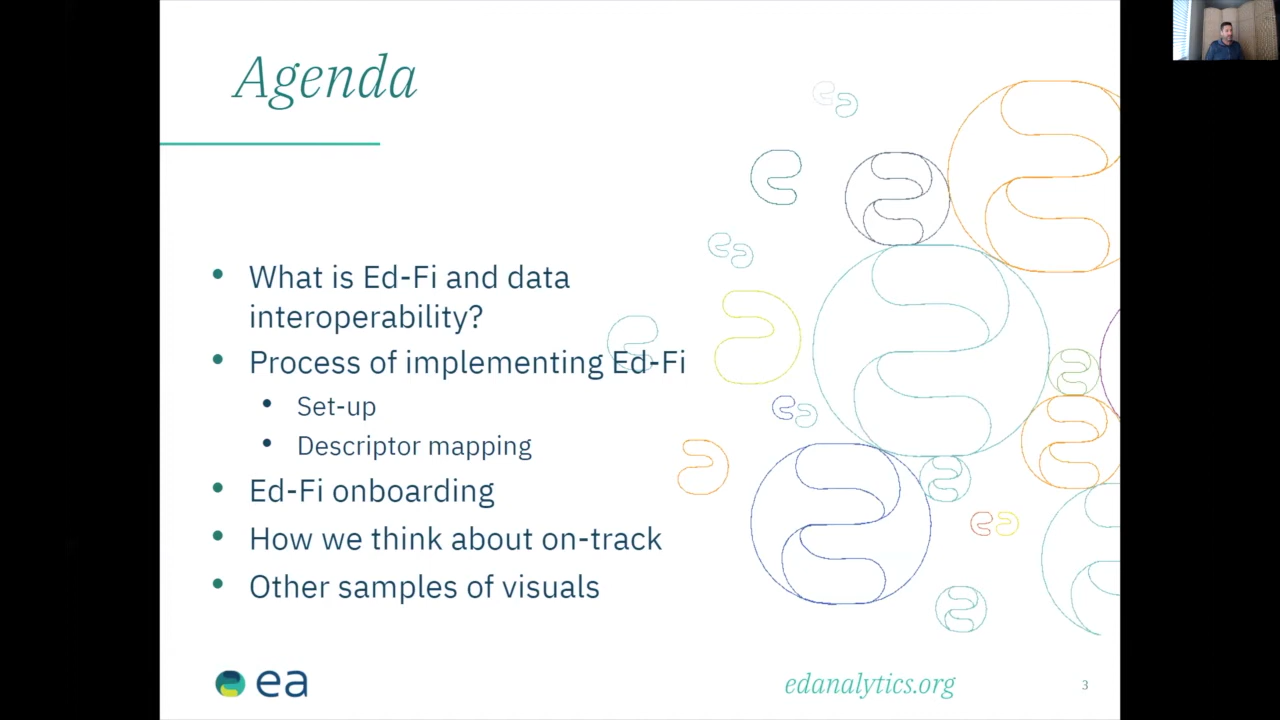 Agenda
• What is Ed-Fi and data
interoperability?
• Process of implementing Ed-Fi
• Set-up
• Descriptor mapping
• Ed-Fi onboarding
• How we think about on-track
• Other samples of visuals
ea
edanalytics.org
3